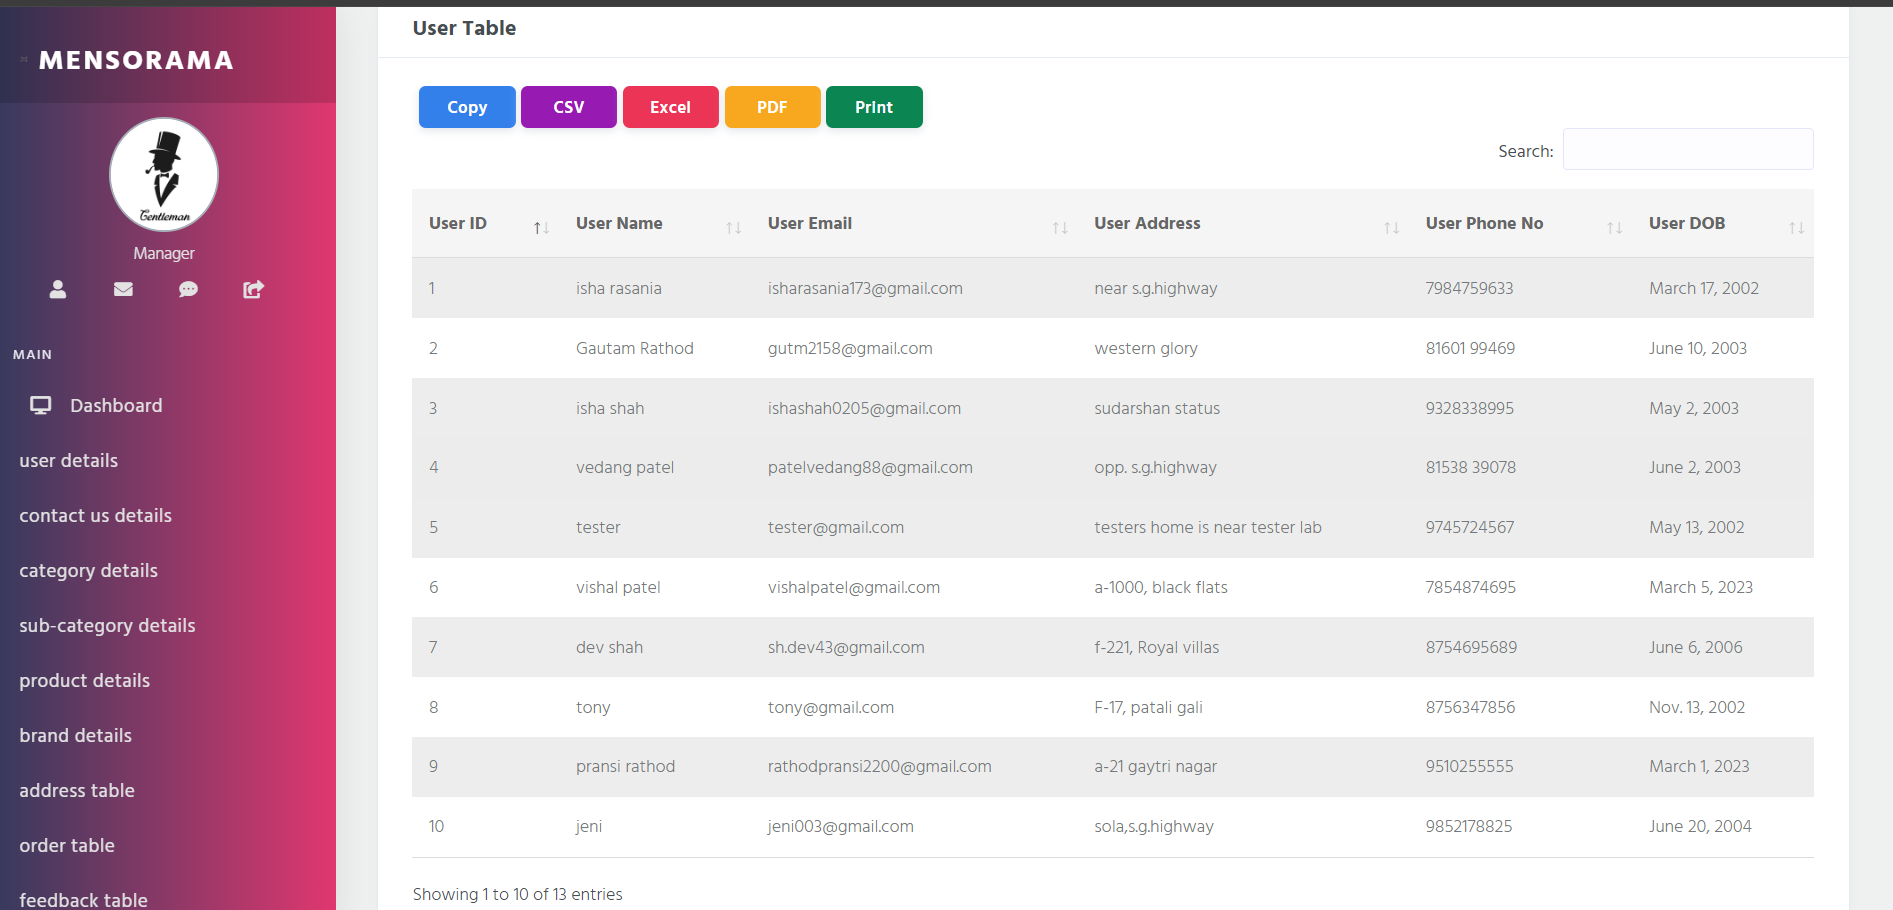 MENSORAMA
Gentleman
Manager
MAIN
Dashboard
user details
contact us details
category details
sub-category details
product details
brand details
address table
order table
feedback table
User Table
Copy CSV Excel PDF Print
Search:
User ID User Name User Email User Address User Phone No User DOB
1 isha rasania isharasania173@gmail.com near s.g.highway 7984759633 March 17, 2002
2 Gautam Rathod gutm2158@gmail.com western glory 81601 99469 June 10, 2003
3 isha shah ishashah0205@gmail.com sudarshan status 9328338995 May 2, 2003
4 vedang patel patelvedang88@gmail.com opp. s.g.highway 81538 39078 June 2, 2003
5 tester tester@gmail.com testers home is near tester lab 9745724567 May 13, 2002
6 vishal patel vishalpatel@gmail.com a-1000, black flats 7854874695 March 5, 2023
7 dev shah sh.dev43@gmail.com f-221, Royal villas 8754695689 June 6, 2006
8 tony tony@gmail.com F-17, patali gali 8756347856 Nov. 13, 2002
9 pransi rathod rathodpransi2200@gmail.com a-21 gaytri nagar 9510255555 March 1, 2023
10 jeni jeni003@gmail.com sola,s.g.highway 9852178825 June 20, 2004
Showing 1 to 10 of 13 entries